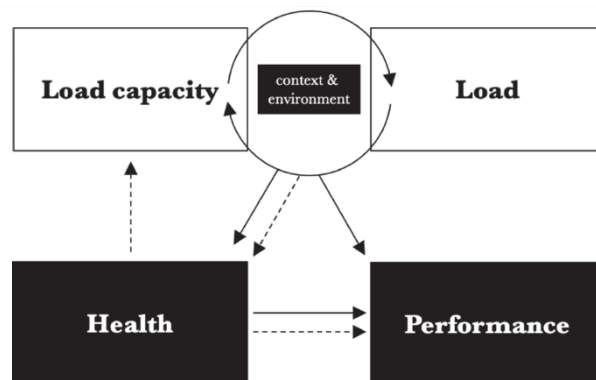 Load capacity
context &
environment
Load
Health
Performance